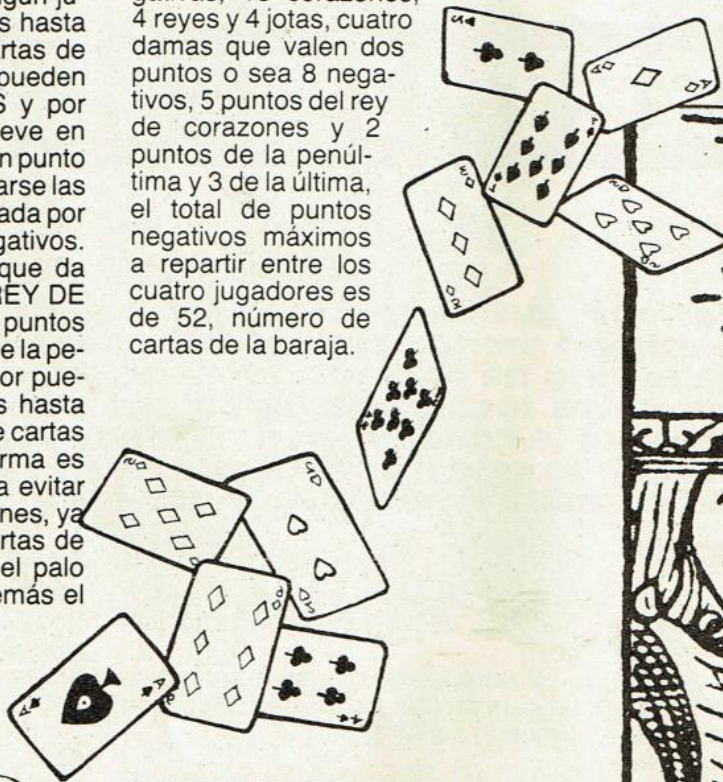 s hasta
rtas de
pueden
S y por
eve en
n punto
arse las
ada por
gativos.
que da
REY DE
puntos
e la pe-
or pue-
s hasta
e cartas
rma es
a evitar
nes, ya
rtas de
el palo
emás el
4 reyes y 4 jotas, cuatro
damas que valen dos
puntos o sea 8 nega-
tivos, 5 puntos del rey
de corazones y 2
puntos de la penúl-
tima y 3 de la última,
el total de puntos
negativos máximos
a repartir entre los
cuatro jugadores es
de 52, número de
cartas de la baraja.
A
A
A
A